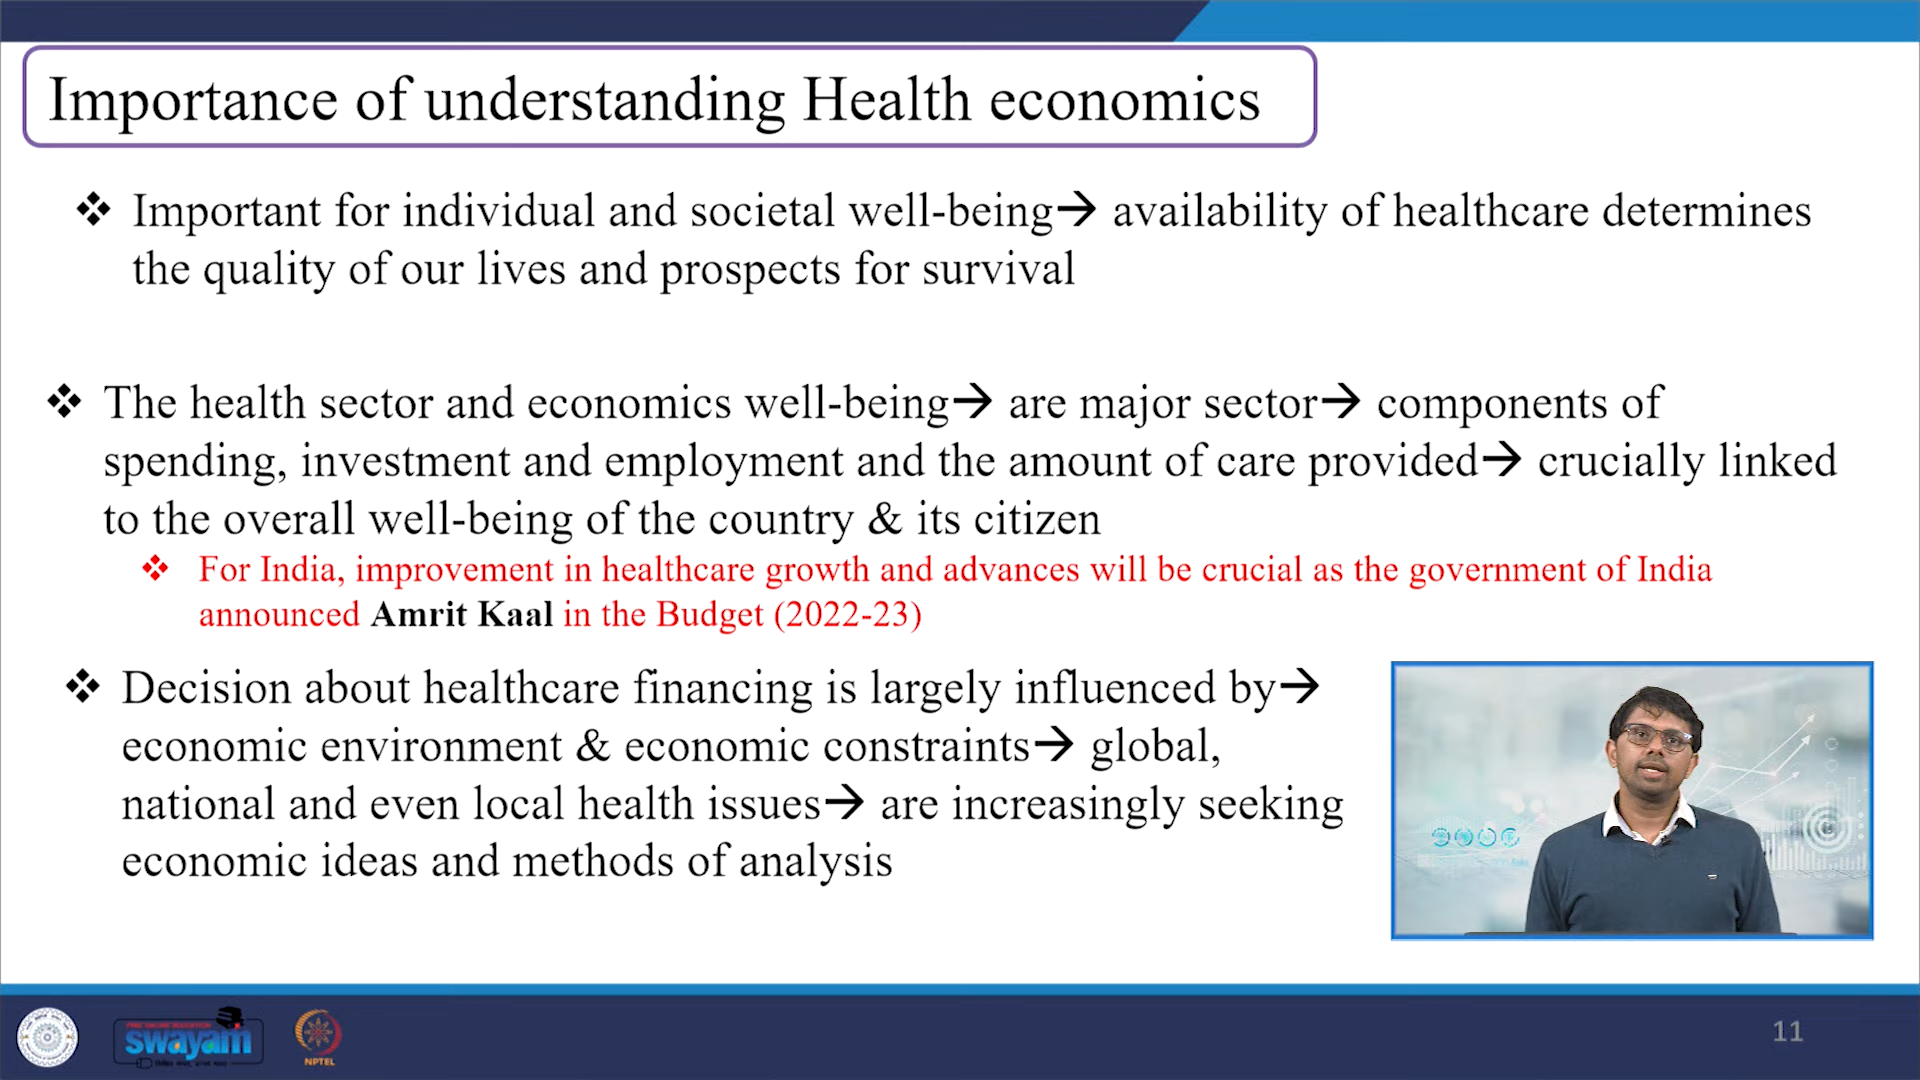 Importance of understanding Health economics
❖ Important for individual and societal well-being→ availability of healthcare determines
the quality of our lives and prospects for survival
❖ The health sector and economics well-being→ are major sector→ components of
spending, investment and employment and the amount of care provided→ crucially linked
to the overall well-being of the country & its citizen
❖ For India, improvement in healthcare growth and advances will be crucial as the government of India
announced Amrit Kaal in the Budget (2022-23)
❖ Decision about healthcare financing is largely influenced by→
economic environment & economic constraints→ global,
national and even local health issues→ are increasingly seeking
economic ideas and methods of analysis
FREE ONLINE EDUCATION
swayam
NPTEL
11